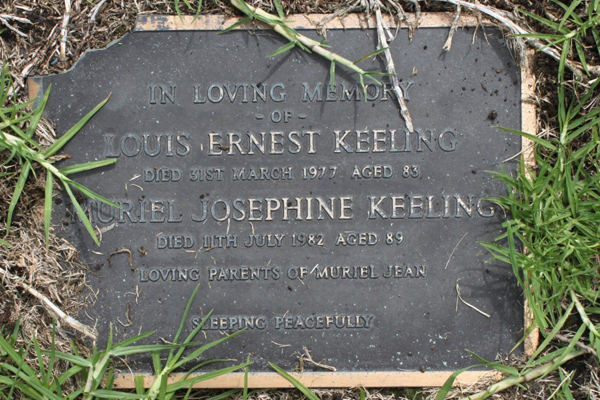 IN LOVING MEMORY
- OF -
LOUIS ERNEST KEELING
DIED 31ST MARCH 1977 AGED 83
MURIEL JOSEPHINE KEELING
DIED 11TH JULY 1982 AGED 89
LOVING PARENTS OF MURIEL JEAN
SLEEPING PEACEFULLY